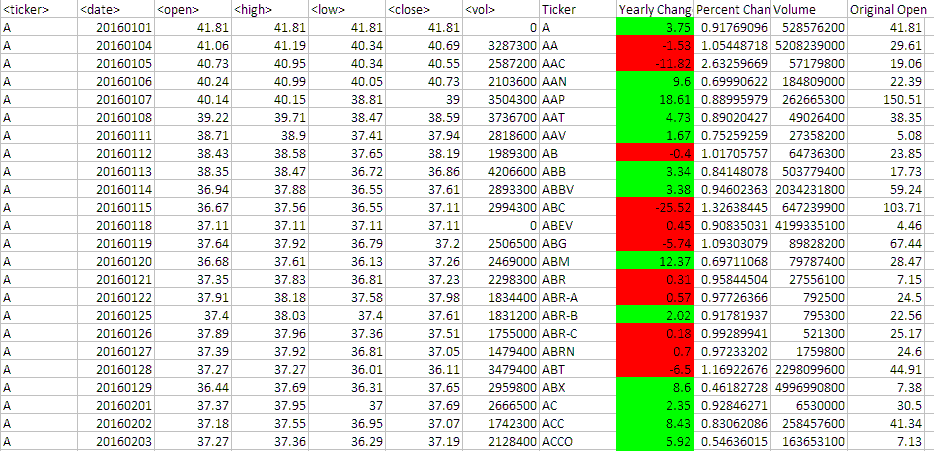 <ticker> <date> <open> <high> <low> <close> <vol> Ticker Yearly Chang Percent Chan Volume Original Open
A 20160101 41.81 41.81 41.81 41.81 0 A 3.75 0.91769096 528576200 41.81
A 20160104 41.06 41.19 40.34 40.69 3287300 AA -1.53 1.05448718 5208239000 29.61
A 20160105 40.73 40.95 40.34 40.55 2587200 AAC -11.82 2.63259669 57179800 19.06
A 20160106 40.24 40.99 40.05 40.73 2103600 AAN 9.6 0.69990622 184809000 22.39
A 20160107 40.14 40.15 38.81 39 3504300 AAP 18.61 0.88995979 262665300 150.51
A 20160108 39.22 39.71 38.47 38.59 3736700 AAT 4.73 0.89020427 49026400 38.35
A 20160111 38.71 38.9 37.41 37.94 2818600 AAV 1.67 0.75259259 27358200 5.08
A 20160112 38.43 38.58 37.65 38.19 1989300 AB -0.4 1.01705757 64736300 23.85
A 20160113 38.35 38.47 36.72 36.86 4206600 ABB 3.34 0.84148078 503779400 17.73
A 20160114 36.94 37.88 36.55 37.61 2893300 ABBV 3.38 0.94602363 2034231800 59.24
A 20160115 36.67 37.56 36.55 37.11 2994300 ABC -25.52 1.32638445 647239900 103.71
A 20160118 37.11 37.11 37.11 37.11 0 ABEV 0.45 0.90835031 4199335100 4.46
A 20160119 37.64 37.92 36.79 37.2 2506500 ABG -5.74 1.09303079 89828200 67.44
A 20160120 36.68 37.61 36.13 37.26 2469000 ABM 12.37 0.69711068 79787400 28.47
A 20160121 37.35 37.83 36.81 37.23 2298300 ABR 0.31 0.95844504 27556100 7.15
A 20160122 37.91 38.18 37.58 37.98 1834400 ABR-A 0.57 0.97726366 792500 24.5
A 20160125 37.4 38.03 37.4 37.61 1831200 ABR-B 2.02 0.91781937 795300 22.56
A 20160126 37.89 37.96 37.36 37.51 1755000 ABR-C 0.18 0.99289941 521300 25.17
A 20160127 37.39 37.92 36.81 37.05 1479400 ABRN 0.7 0.97233202 1759800 24.6
A 20160128 37.27 37.27 36.01 36.11 3479400 ABT -6.5 1.16922676 2298099600 44.91
A 20160129 36.44 37.69 36.31 37.65 2959800 ABX 8.6 0.46182728 4996990800 7.38
A 20160201 37.37 37.95 37 37.69 2666500 AC 2.35 0.92846271 6530000 30.5
A 20160202 37.18 37.55 36.95 37.07 1742300 ACC 8.43 0.83062086 258457600 41.34
A 20160203 37.27 37.36 36.29 37.19 2128400 ACCO 5.92 0.54636015 163653100 7.13